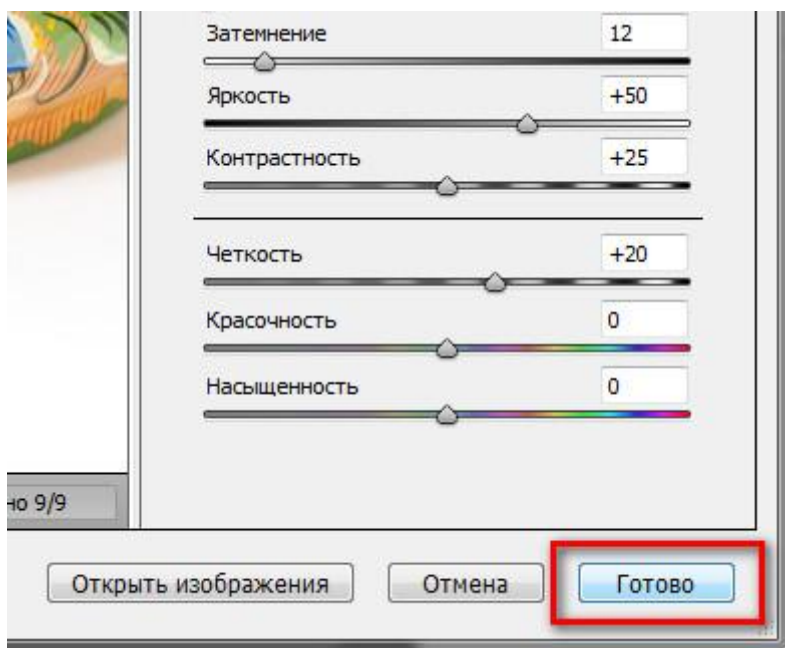 Затемнение 12
Яркость +50
Контрастность +25
Четкость +20
Красочность 0
Насыщенность 0
но 9/9
Открыть изображения Отмена Готово